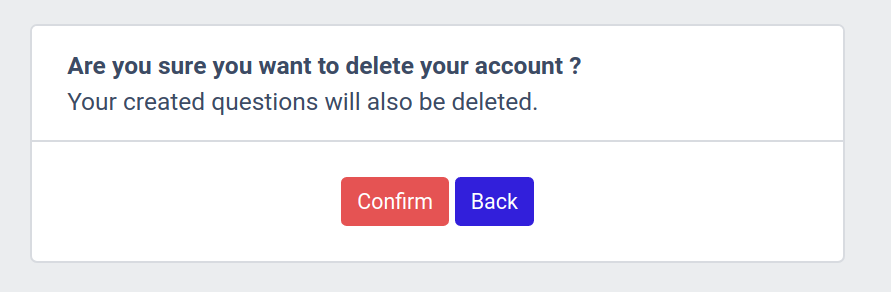 Are you sure you want to delete your account ?
Your created questions will also be deleted.
Confirm Back